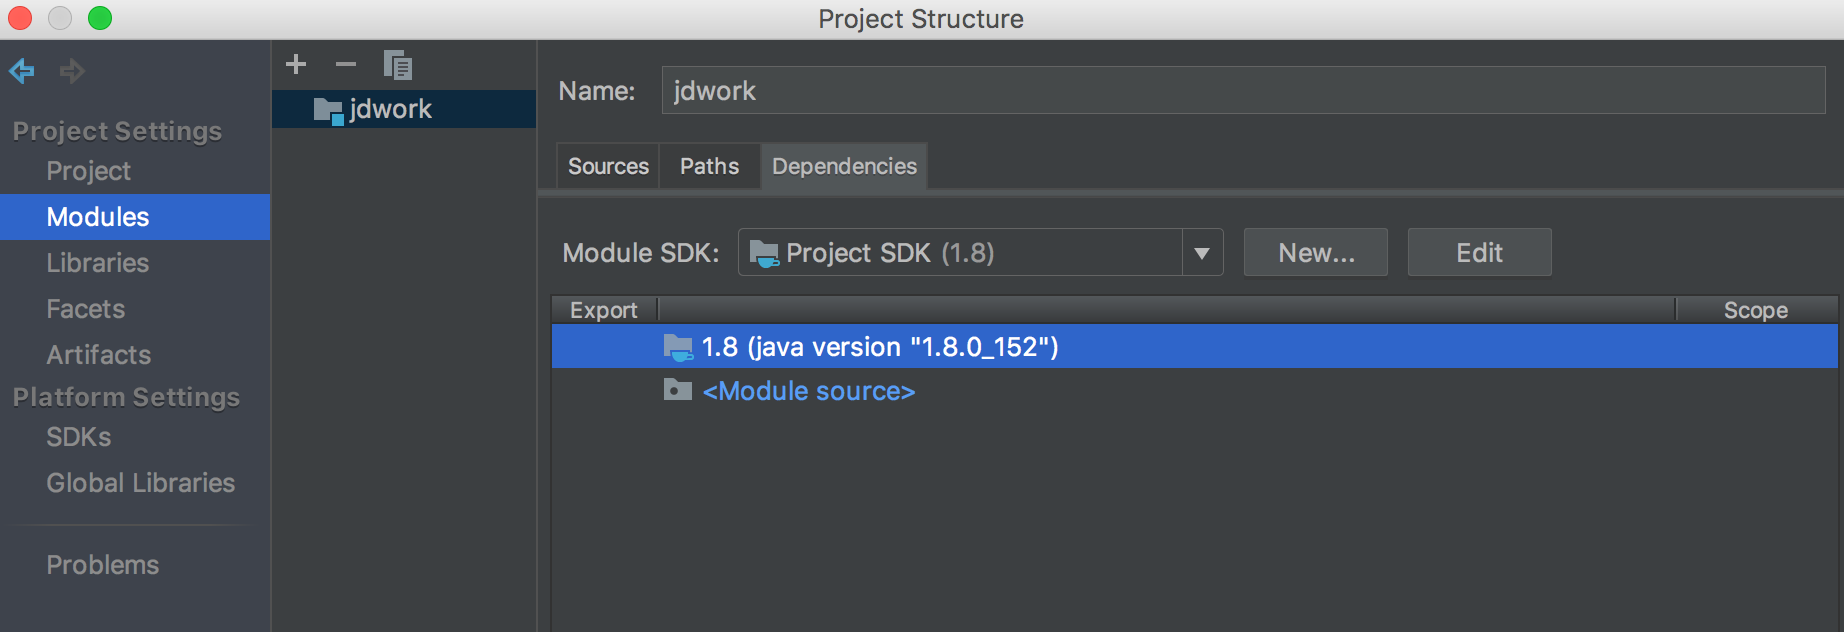 Project Structure
Project Settings
Project
Modules
Libraries
Facets
Artifacts
Platform Settings
SDKs
Global Libraries
Problems
jdwork
Name: jdwork
Sources Paths Dependencies
Module SDK: Project SDK (1.8) New... Edit
Export Scope
1.8 (java version "1.8.0_152")
<Module source>